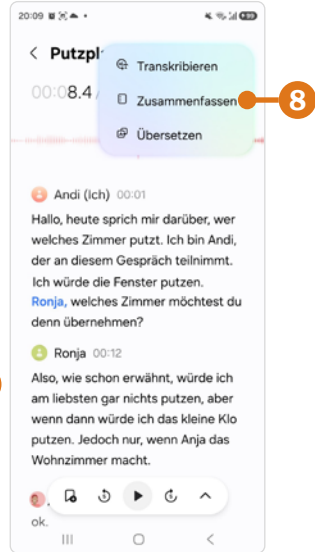 20:09
< Putzpl
Transkribieren
00:08.4 /
Zusammenfassen
8
Übersetzen
Andi (Ich) 00:01
Hallo, heute sprich mir darüber, wer
welches Zimmer putzt. Ich bin Andi,
der an diesem Gespräch teilnimmt.
Ich würde die Fenster putzen.
Ronja, welches Zimmer möchtest du
denn übernehmen?
Ronja 00:12
Also, wie schon erwähnt, würde ich
am liebsten gar nichts putzen, aber
wenn dann würde ich das kleine Klo
putzen. Jedoch nur, wenn Anja das
Wohnzimmer macht.
ok.